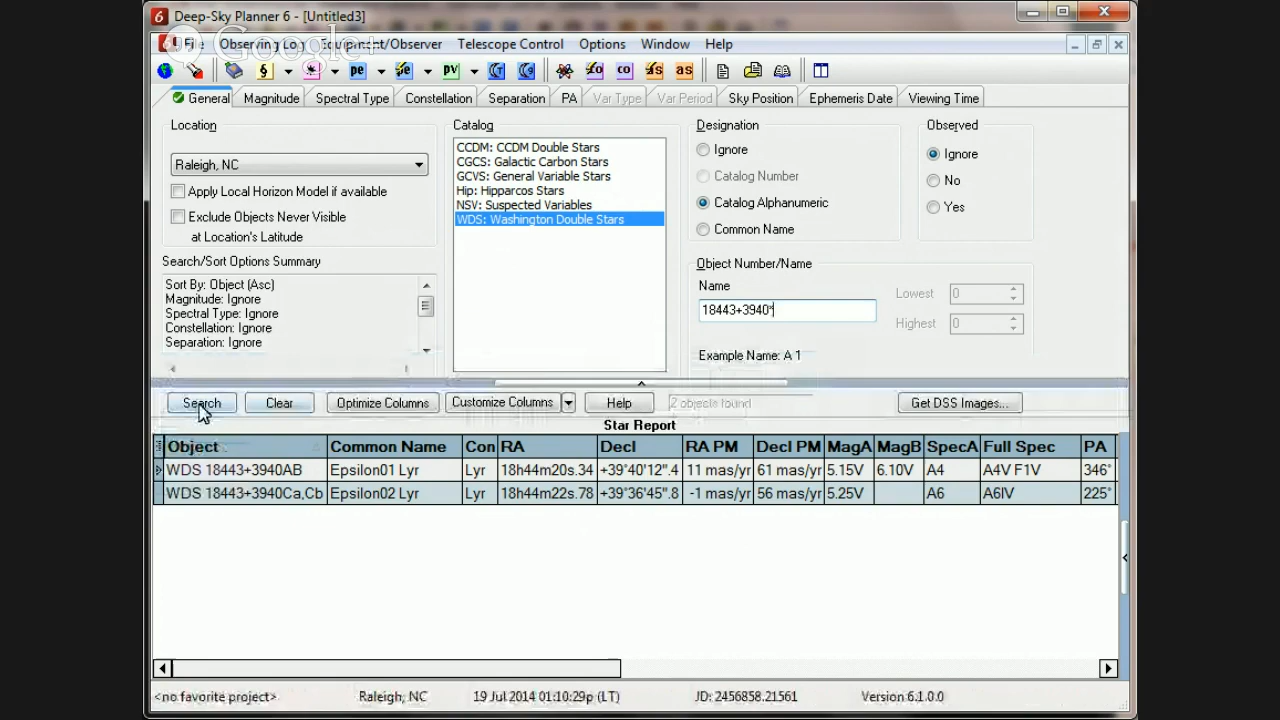 Deep-Sky Planner 6 - [Untitled3]
File Observing Log Equipment/Observer Telescope Control Options Window Help
Google+
General Magnitude Spectral Type Constellation Separation PA Var Type Var Period Sky Position Ephemeris Date Viewing Time
Location
Raleigh, NC
Apply Local Horizon Model if available
Exclude Objects Never Visible
at Location's Latitude
Search/Sort Options Summary
Sort By: Object (Asc)
Magnitude: Ignore
Spectral Type: Ignore
Constellation: Ignore
Separation: Ignore
Catalog
CCDM: CCDM Double Stars
CGCS: Galactic Carbon Stars
GCVS: General Variable Stars
Hip: Hipparcos Stars
NSV: Suspected Variables
WDS: Washington Double Stars
Designation
Ignore
Catalog Number
Catalog Alphanumeric
Common Name
Observed
Ignore
No
Yes
Object Number/Name
Name
18443+3940*
Example Name: A 1
Lowest 0
Highest 0
Search Clear Optimize Columns Customize Columns Help 2 objects found Get DSS Images...
Star Report
Object Common Name Con RA Decl RA PM Decl PM MagA MagB SpecA Full Spec PA
WDS 18443+3940AB Epsilon01 Lyr Lyr 18h44m20s.34 +39°40'12".4 11 mas/yr 61 mas/yr 5.15V 6.10V A4 A4V F1V 346°
WDS 18443+3940Ca,Cb Epsilon02 Lyr Lyr 18h44m22s.78 +39°36'45".8 -1 mas/yr 56 mas/yr 5.25V A6 A6IV 225°
<no favorite project> Raleigh, NC 19 Jul 2014 01:10:29p (LT) JD: 2456858.21561 Version 6.1.0.0